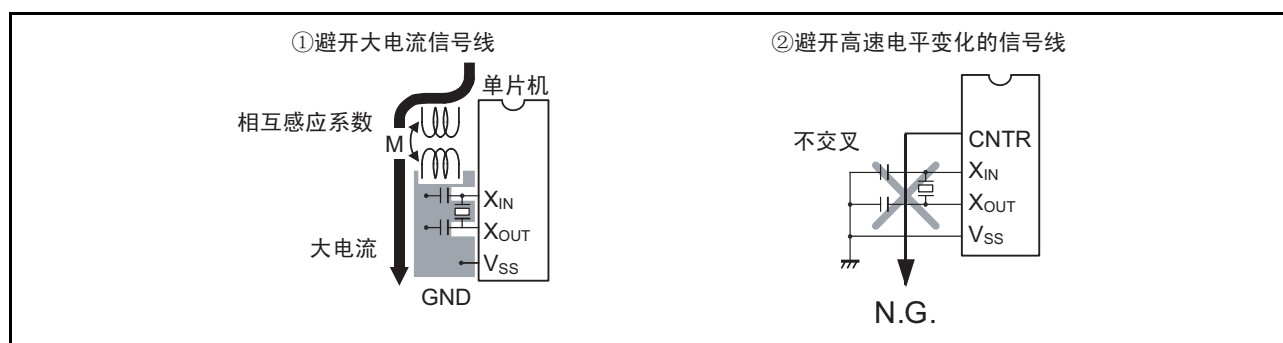 ①避开大电流信号线
单片机
相互感应系数
M
XIN
XOUT
大电流
VSS
GND
②避开高速电平变化的信号线
不交叉
CNTR
XIN
XOUT
VSS
N.G.